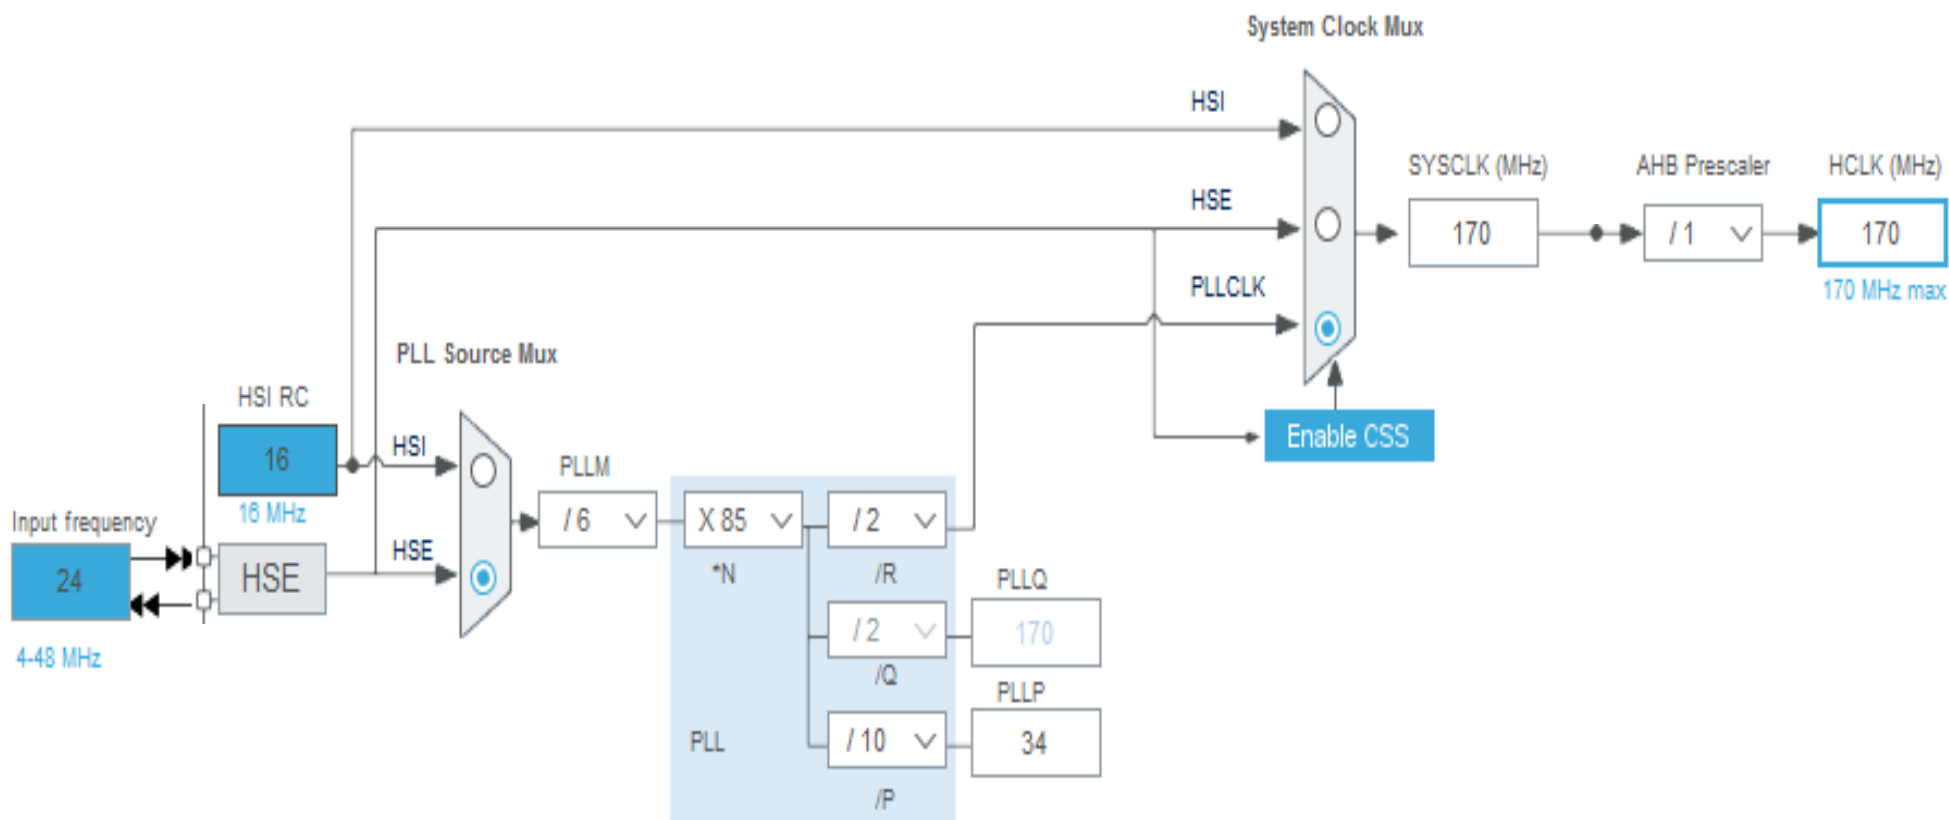 System Clock Mux
HSI
SYSCLK (MHz)
AHB Prescaler
HCLK (MHz)
HSE
170
/ 1
170
PLLCLK
170 MHz max
PLL Source Mux
HSI RC
HSI
Enable CSS
16
PLLM
16 MHz
Input frequency
/ 6
X 85
/ 2
HSE
24
HSE
*N
/R
PLLQ
/ 2
170
4-48 MHz
/Q
PLLP
PLL
/ 10
34
/P